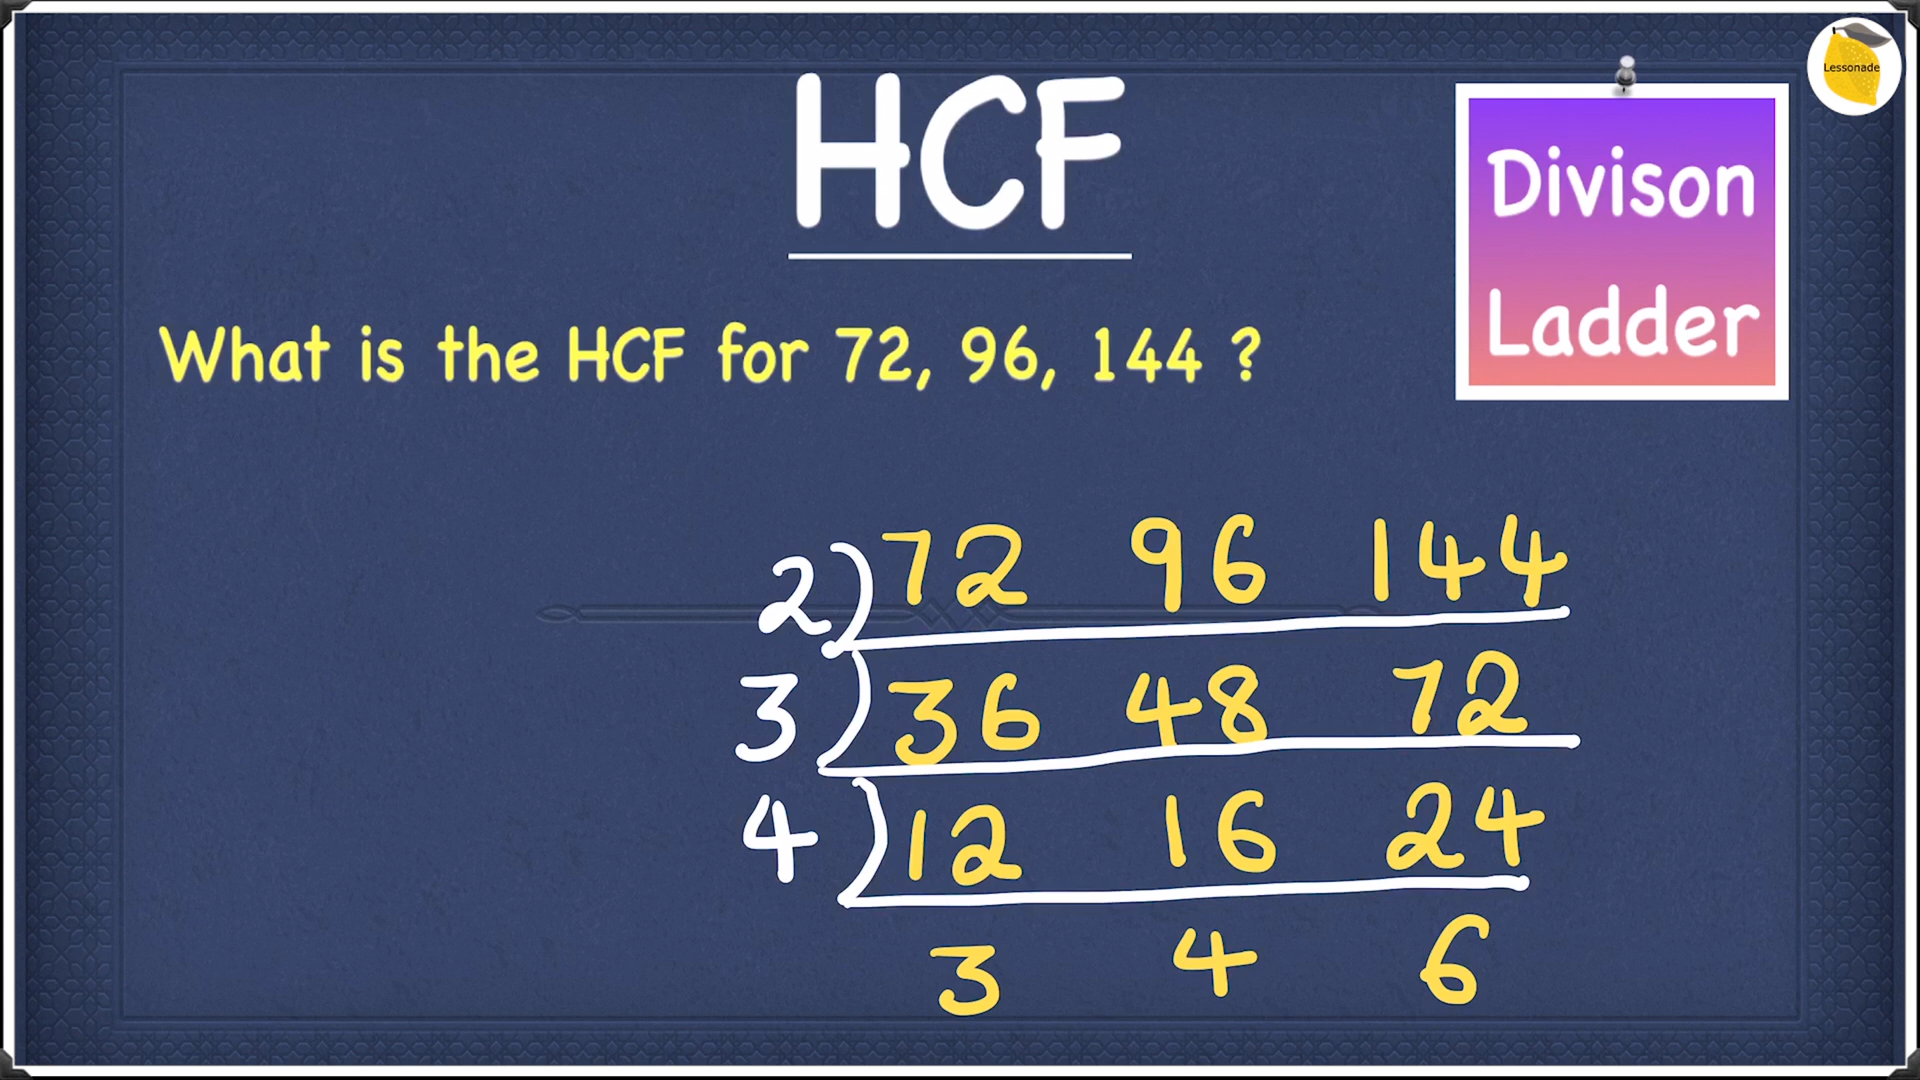 Lessonade
HCF
Divison
Ladder
What is the HCF for 72, 96, 144 ?
2) 72 96 144
3) 36 48 72
4) 12 16 24
3 4 6